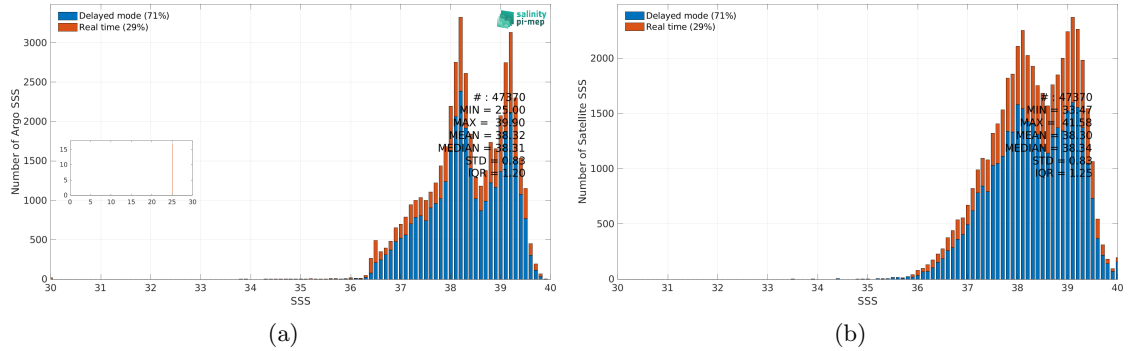 Delayed mode (71%)
Real time (29%)
salinity
pi-mep
Number of Argo SSS
3000
2500
2000
1500
1000
500
0
# : 47370
MIN = 25.00
MAX = 39.90
MEAN = 38.32
MEDIAN = 38.31
STD = 0.83
IQR = 1.20
15
10
5
0
0 5 10 15 20 25 30
30 31 32 33 34 35 36 37 38 39 40
SSS
(a)
Delayed mode (71%)
Real time (29%)
Number of Satellite SSS
2000
1500
1000
500
0
# : 47370
MIN = 33.47
MAX = 41.58
MEAN = 38.30
MEDIAN = 38.34
STD = 0.83
IQR = 1.25
30 31 32 33 34 35 36 37 38 39 40
SSS
(b)